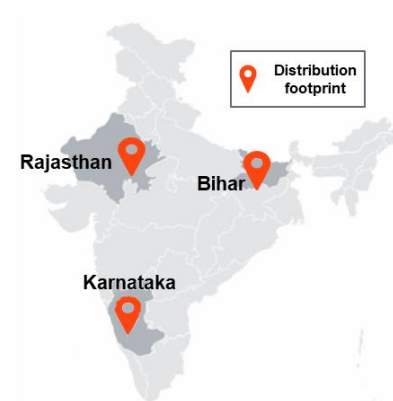 Distribution
footprint
Rajasthan
Bihar
Karnataka